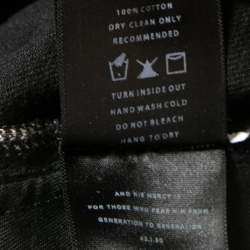 100% COTTON
DRY CLEAN ONLY
RECOMMENDED
TURN INSIDE OUT
HAND WASH COLD
DO NOT BLEACH
HANG TO DRY
AND HIS MERCY IS
FOR THOSE WHO FEAR HIM FROM
GENERATION TO GENERATION